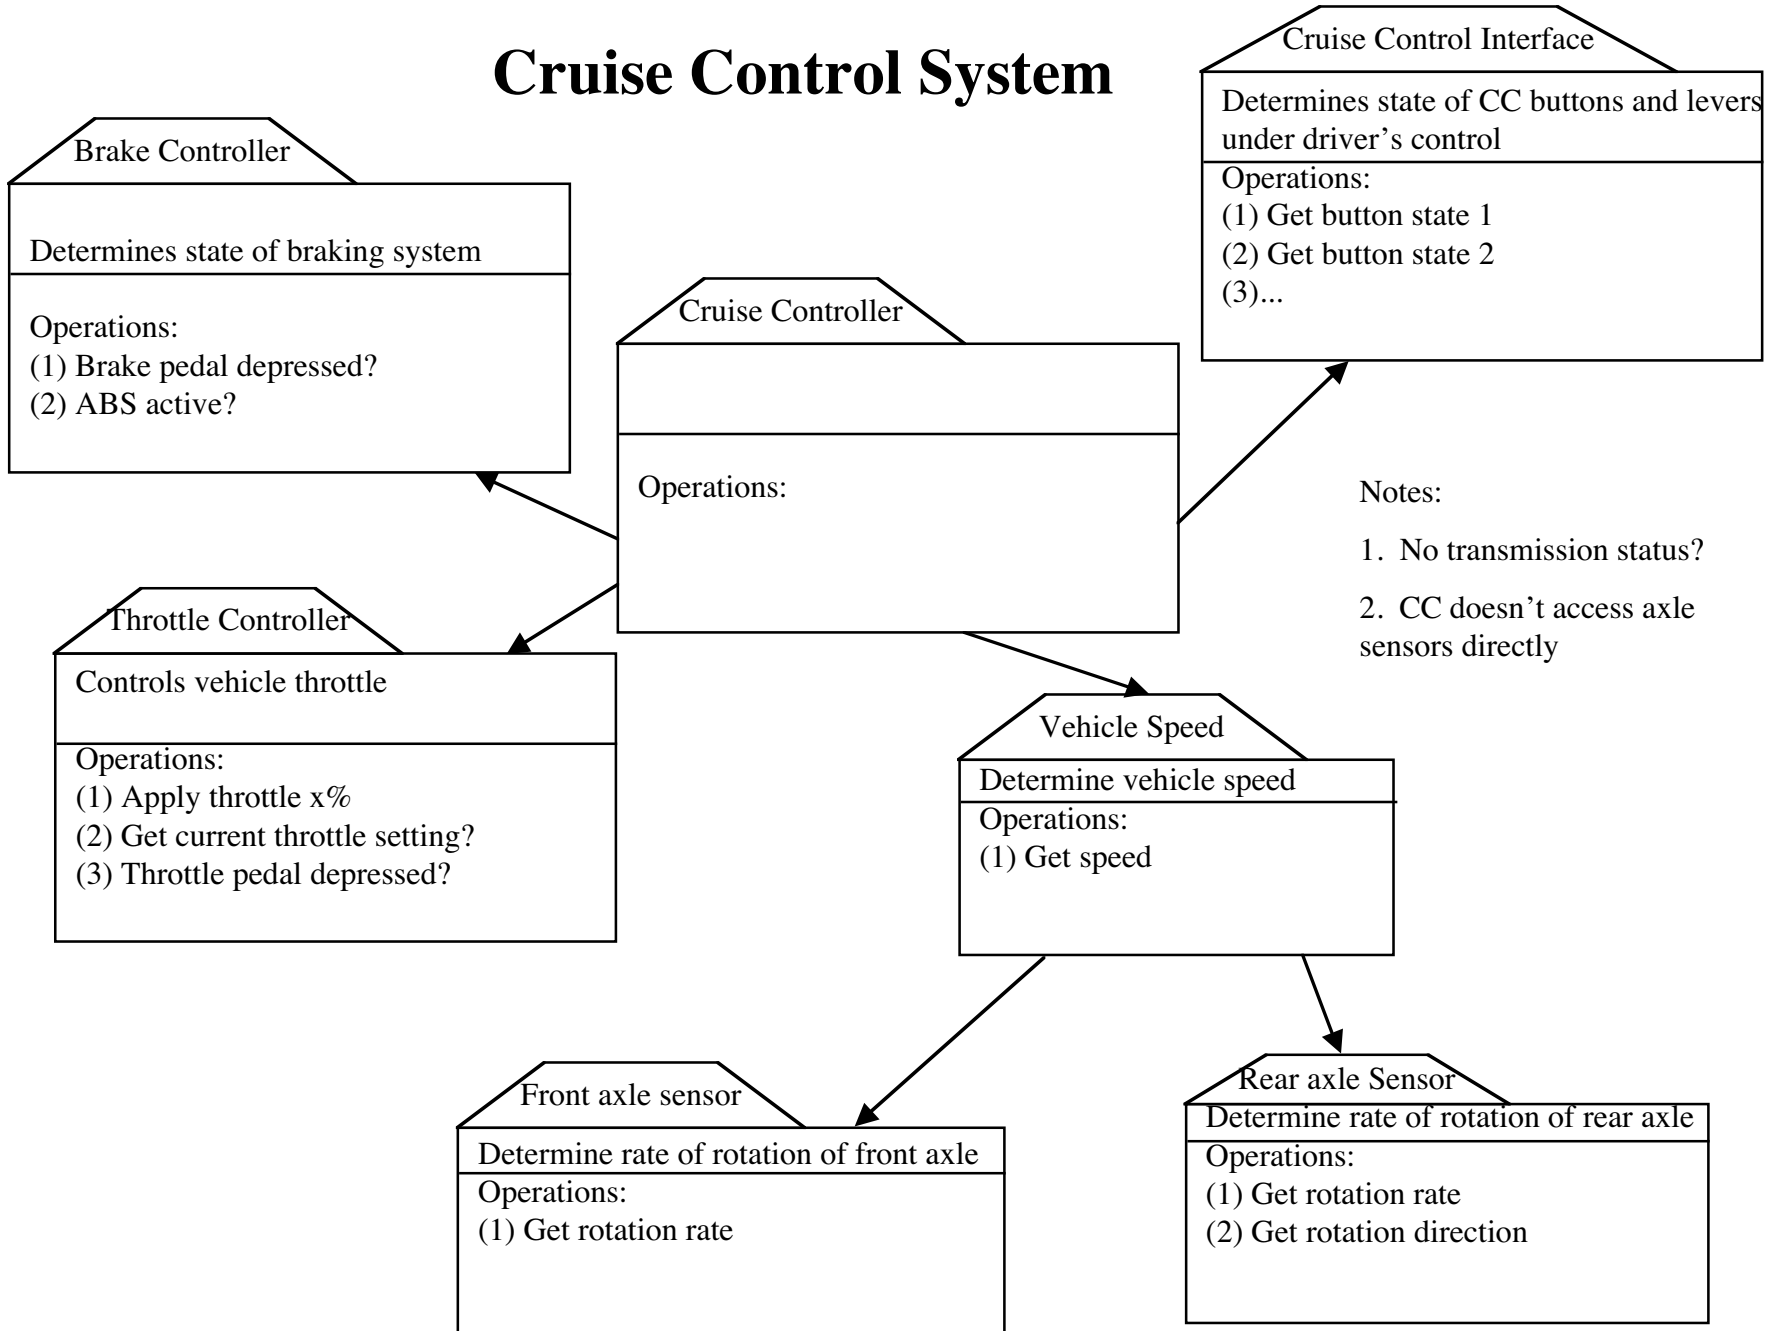 Cruise Control System
Cruise Control Interface
Determines state of CC buttons and levers
under driver’s control
Operations:
(1) Get button state 1
(2) Get button state 2
(3)...
Brake Controller
Determines state of braking system
Operations:
(1) Brake pedal depressed?
(2) ABS active?
Cruise Controller
Operations:
Notes:
1. No transmission status?
2. CC doesn’t access axle
sensors directly
Throttle Controller
Controls vehicle throttle
Operations:
(1) Apply throttle x%
(2) Get current throttle setting?
(3) Throttle pedal depressed?
Vehicle Speed
Determine vehicle speed
Operations:
(1) Get speed
Front axle sensor
Determine rate of rotation of front axle
Operations:
(1) Get rotation rate
Rear axle Sensor
Determine rate of rotation of rear axle
Operations:
(1) Get rotation rate
(2) Get rotation direction